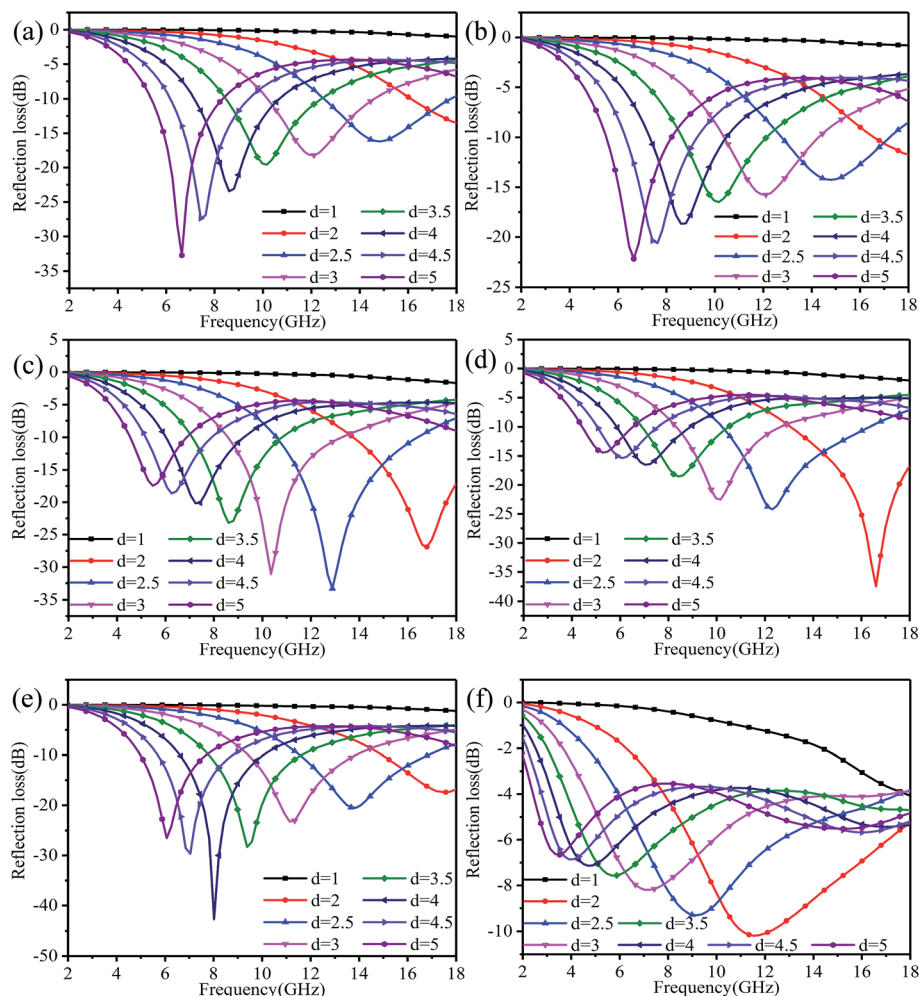 (a)
Reflection loss(dB)
0
-5
-10
-15
-20
-25
-30
-35
d=1 d=3.5
d=2 d=4
d=2.5 d=4.5
d=3 d=5
2 4 6 8 10 12 14 16 18
Frequency(GHz)
(b)
Reflection loss(dB)
0
-5
-10
-15
-20
-25
d=1 d=3.5
d=2 d=4
d=2.5 d=4.5
d=3 d=5
2 4 6 8 10 12 14 16 18
Frequency(GHz)
(c)
Reflection loss(dB)
5
0
-5
-10
-15
-20
-25
-30
-35
d=1 d=3.5
d=2 d=4
d=2.5 d=4.5
d=3 d=5
2 4 6 8 10 12 14 16 18
Frequency(GHz)
(d)
Reflection loss(dB)
5
0
-5
-10
-15
-20
-25
-30
-35
-40
d=1 d=3.5
d=2 d=4
d=2.5 d=4.5
d=3 d=5
2 4 6 8 10 12 14 16 18
Frequency(GHz)
(e)
Reflection loss(dB)
0
-10
-20
-30
-40
-50
d=1 d=3.5
d=2 d=4
d=2.5 d=4.5
d=3 d=5
2 4 6 8 10 12 14 16 18
Frequency(GHz)
(f)
Reflection loss(dB)
0
-2
-4
-6
-8
-10
d=1
d=2
d=2.5 d=3.5
d=3 d=4 d=4.5 d=5
2 4 6 8 10 12 14 16 18
Frequency(GHz)